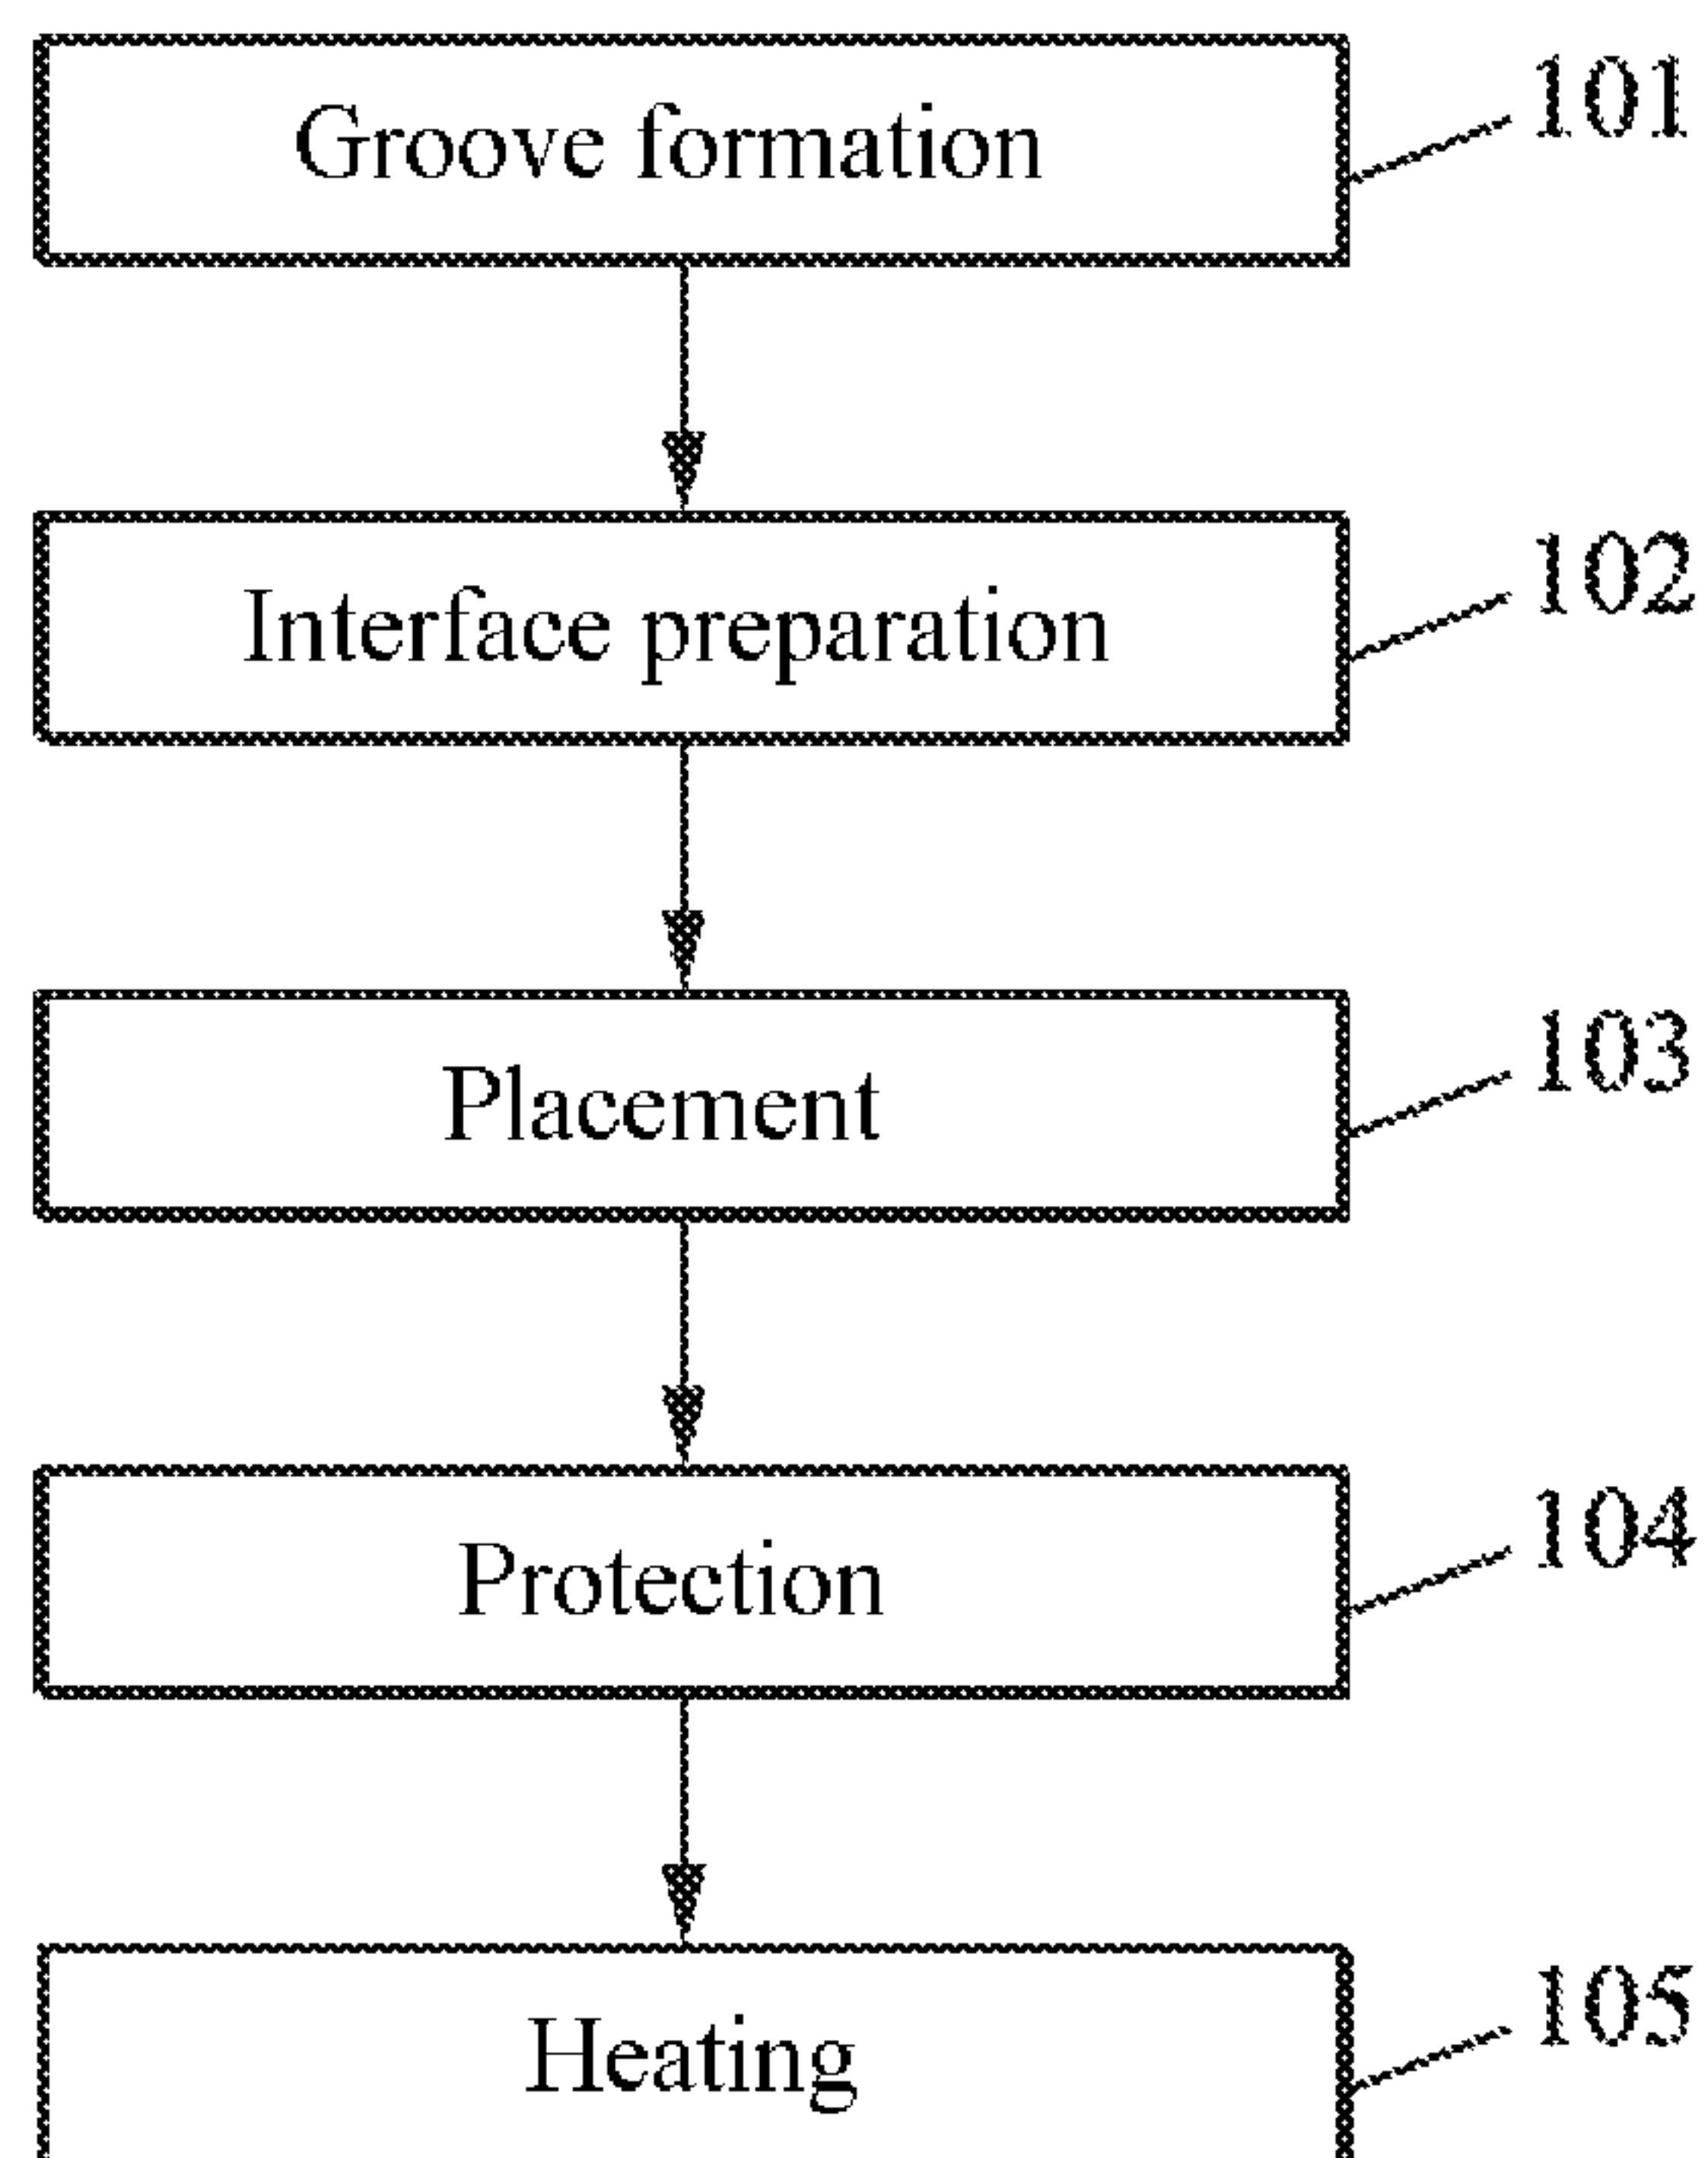 Groove formation 101
Interface preparation 102
Placement 103
Protection 104
Heating 105